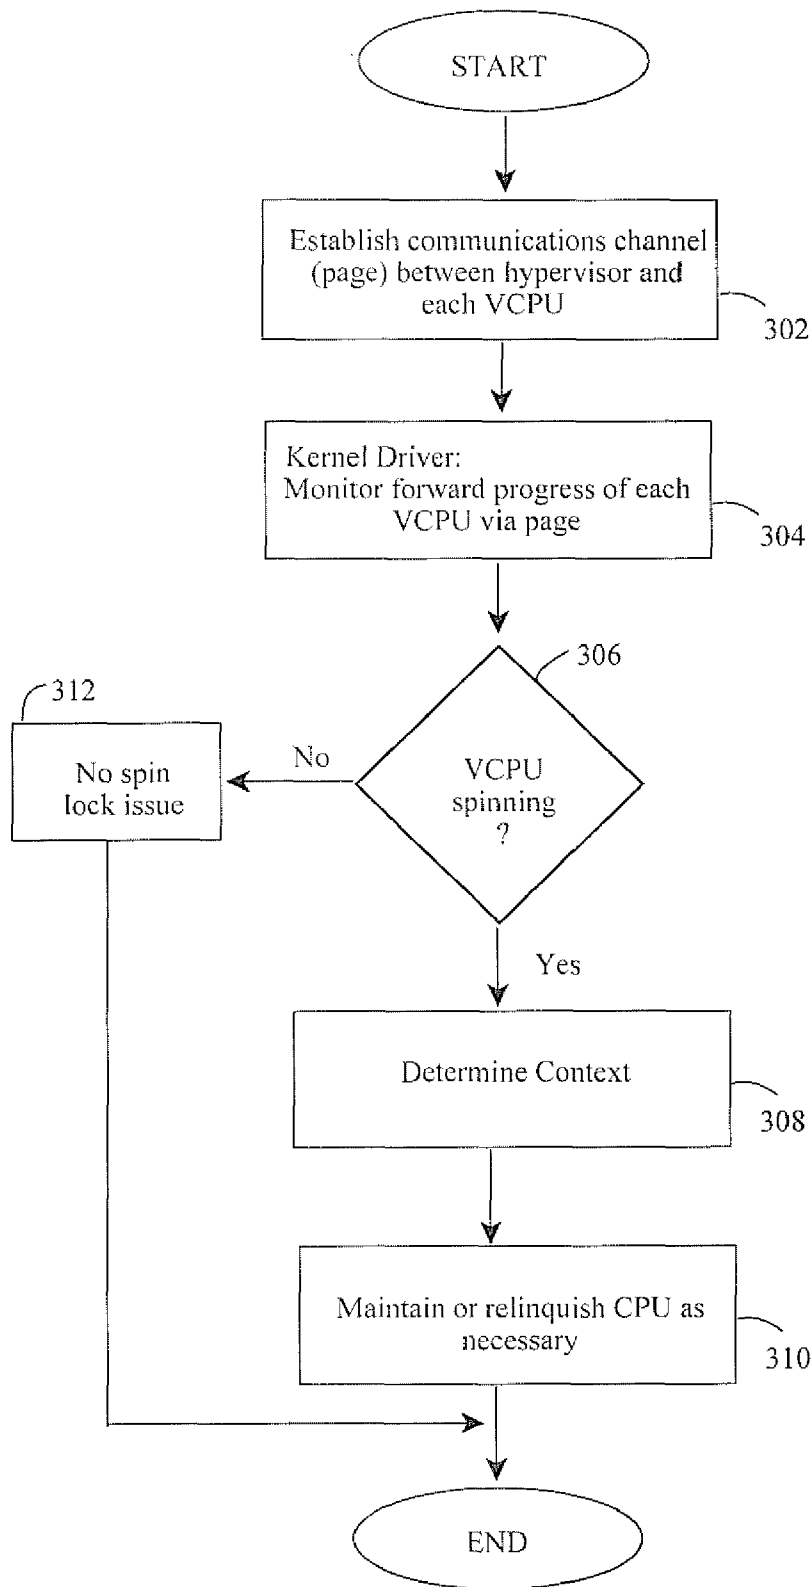 START
Establish communications channel
(page) between hypervisor and
each VCPU
302
Kernel Driver:
Monitor forward progress of each
VCPU via page
304
306
312
No
No spin
lock issue
VCPU
spinning
?
Yes
Determine Context
308
Maintain or relinquish CPU as
necessary
310
END